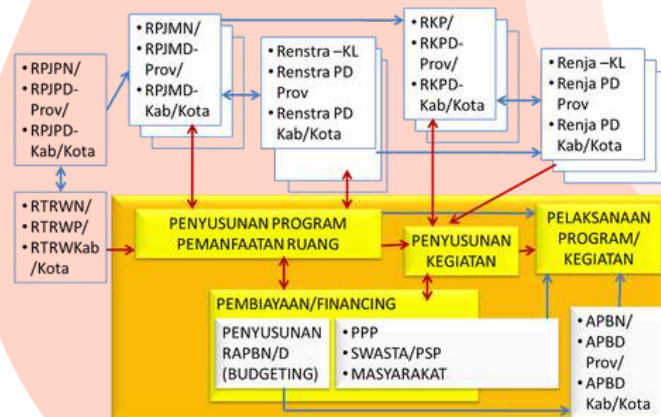 • RPJPN/
• RPJPD-
Prov/
• RPJPD-
Kab/Kota
• RPJMN/
• RPJMD-
Prov/
• RPJMD-
Kab/Kota
• Renstra –KL
• Renstra PD
Prov
• Renstra PD
Kab/Kota
• RKP/
• RKPD-
Prov/
• RKPD-
Kab/Kota
• Renja –KL
• Renja PD
Prov
• Renja PD
Kab/Kota
• RTRWN/
• RTRWP/
• RTRWKab
/Kota
PENYUSUNAN PROGRAM
PEMANFAATAN RUANG
PENYUSUNAN
KEGIATAN
PELAKSANAAN
PROGRAM/
KEGIATAN
PEMBIAYAAN/FINANCING
PENYUSUNAN
RAPBN/D
(BUDGETING)
• PPP
• SWASTA/PSP
• MASYARAKAT
• APBN/
• APBD
Prov/
• APBD
Kab/Kota